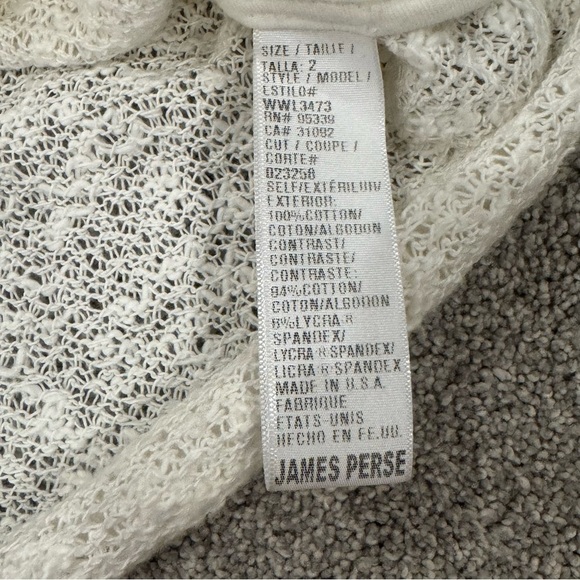 SIZE / TAILLE /
TALLA: 2
STYLE / MODEL /
ESTILO#
WWL3473
RN# 95339
CA# 31092
CUT / COUPE /
CORTE#
023258
SELF/EXTÉRIEUR/
EXTERIOR:
100%COTTON/
COTON/ALGODON
CONTRAST/
CONTRASTE/
CONTRASTE:
94%COTTON/
COTON/ALGODON
6%LYCRA®
SPANDEX/
LYCRA®SPANDEX/
LICRA®SPANDEX
MADE IN U.S.A.
FABRIQUE
ETATS-UNIS
HECHO EN EE.UU.
JAMES PERSE